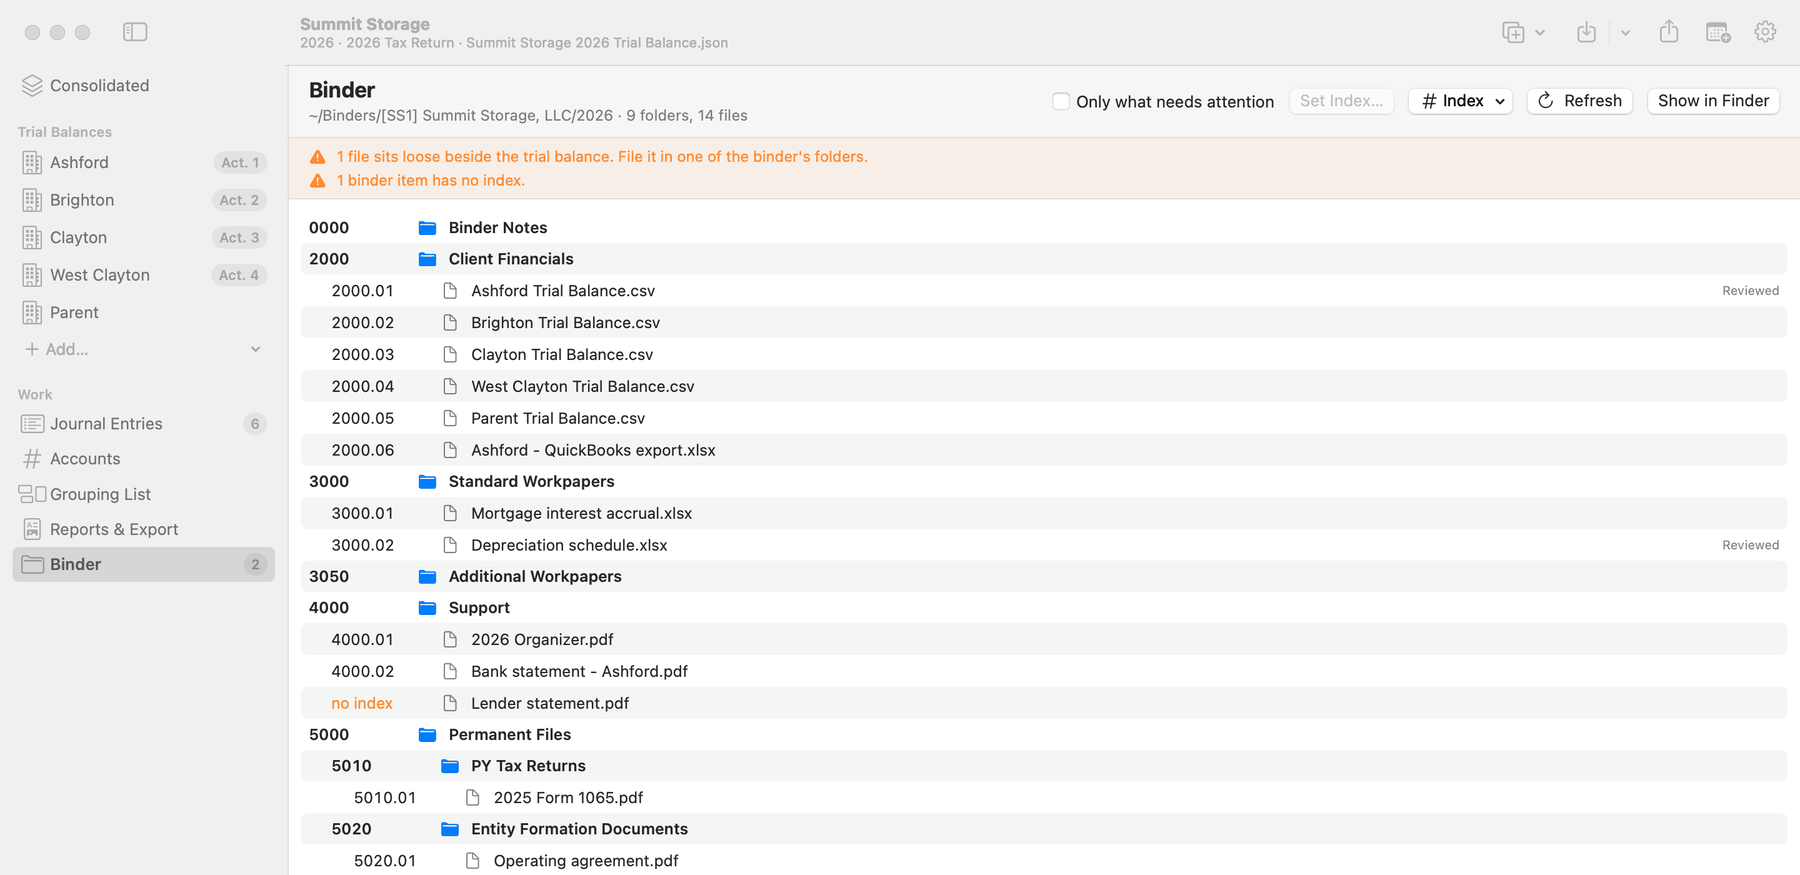 Summit Storage
2026 · 2026 Tax Return · Summit Storage 2026 Trial Balance.json
Consolidated
Trial Balances
Ashford Act. 1
Brighton Act. 2
Clayton Act. 3
West Clayton Act. 4
Parent
Add...
Work
Journal Entries 6
Accounts
Grouping List
Reports & Export
Binder 2
Binder
~/Binders/[SS1] Summit Storage, LLC/2026 · 9 folders, 14 files
Only what needs attention Set Index... # Index Refresh Show in Finder
1 file sits loose beside the trial balance. File it in one of the binder's folders.
1 binder item has no index.
0000 Binder Notes
2000 Client Financials
2000.01 Ashford Trial Balance.csv Reviewed
2000.02 Brighton Trial Balance.csv
2000.03 Clayton Trial Balance.csv
2000.04 West Clayton Trial Balance.csv
2000.05 Parent Trial Balance.csv
2000.06 Ashford - QuickBooks export.xlsx
3000 Standard Workpapers
3000.01 Mortgage interest accrual.xlsx
3000.02 Depreciation schedule.xlsx Reviewed
3050 Additional Workpapers
4000 Support
4000.01 2026 Organizer.pdf
4000.02 Bank statement - Ashford.pdf
no index Lender statement.pdf
5000 Permanent Files
5010 PY Tax Returns
5010.01 2025 Form 1065.pdf
5020 Entity Formation Documents
5020.01 Operating agreement.pdf